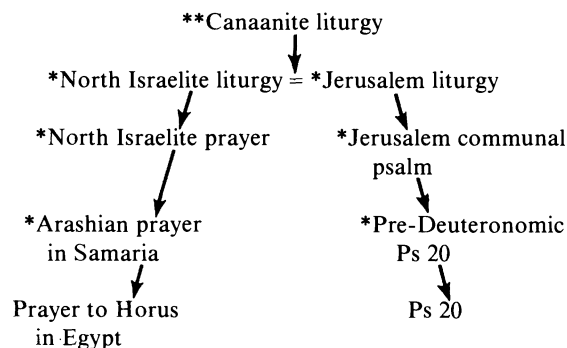 **Canaanite liturgy
*North Israelite liturgy = *Jerusalem liturgy
*North Israelite prayer
*Jerusalem communal
psalm
*Arashian prayer
in Samaria
*Pre-Deuteronomic
Ps 20
Prayer to Horus
in Egypt
Ps 20